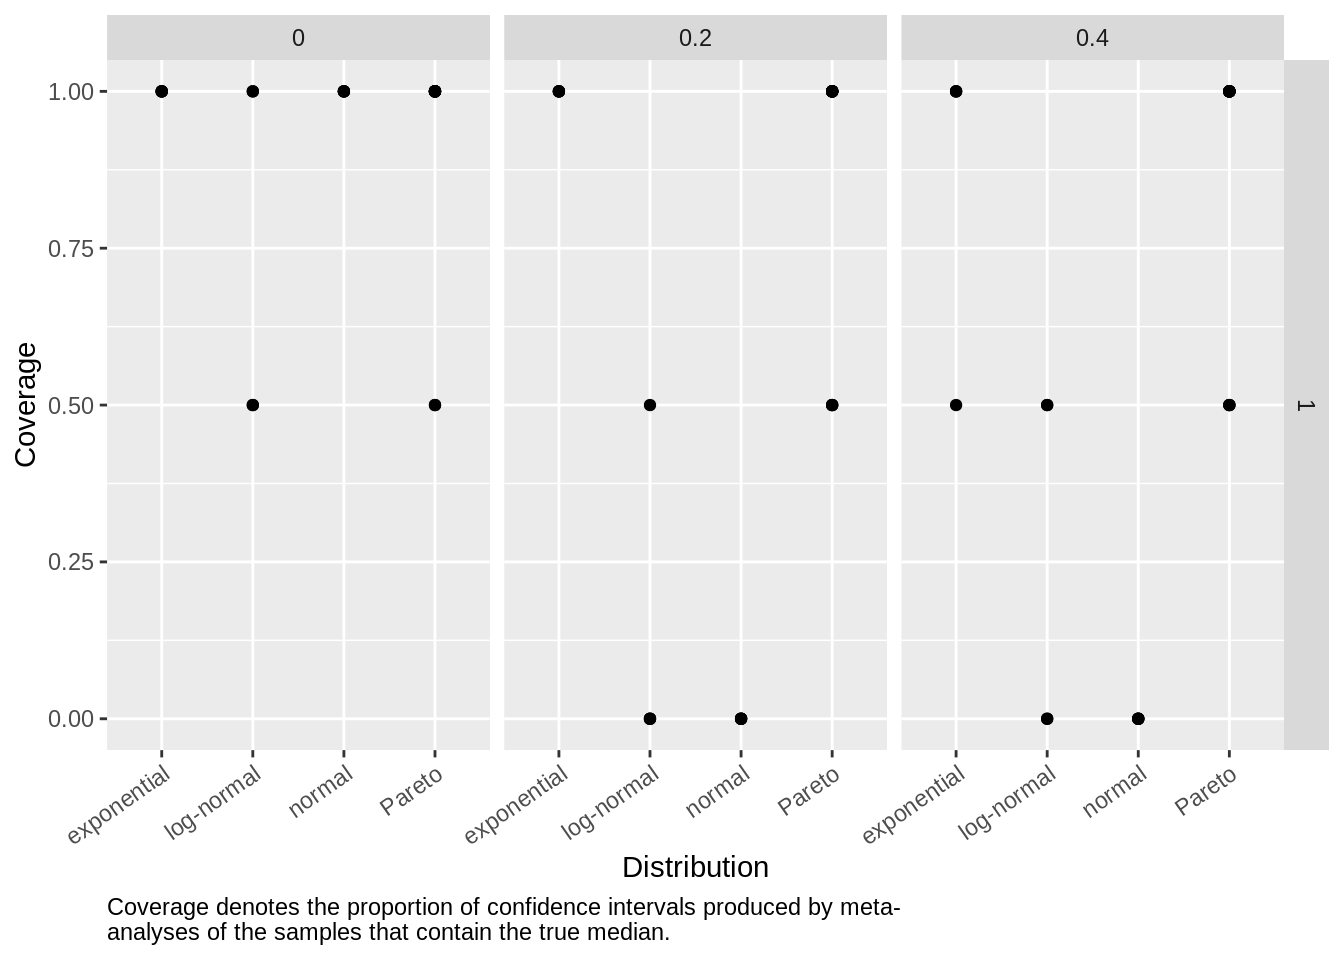 0
0.2
0.4
1.00
0.75
0.50
0.25
0.00
Coverage
1
exponential
log-normal
normal
Pareto
exponential
log-normal
normal
Pareto
exponential
log-normal
normal
Pareto
Distribution
Coverage denotes the proportion of confidence intervals produced by meta-
analyses of the samples that contain the true median.